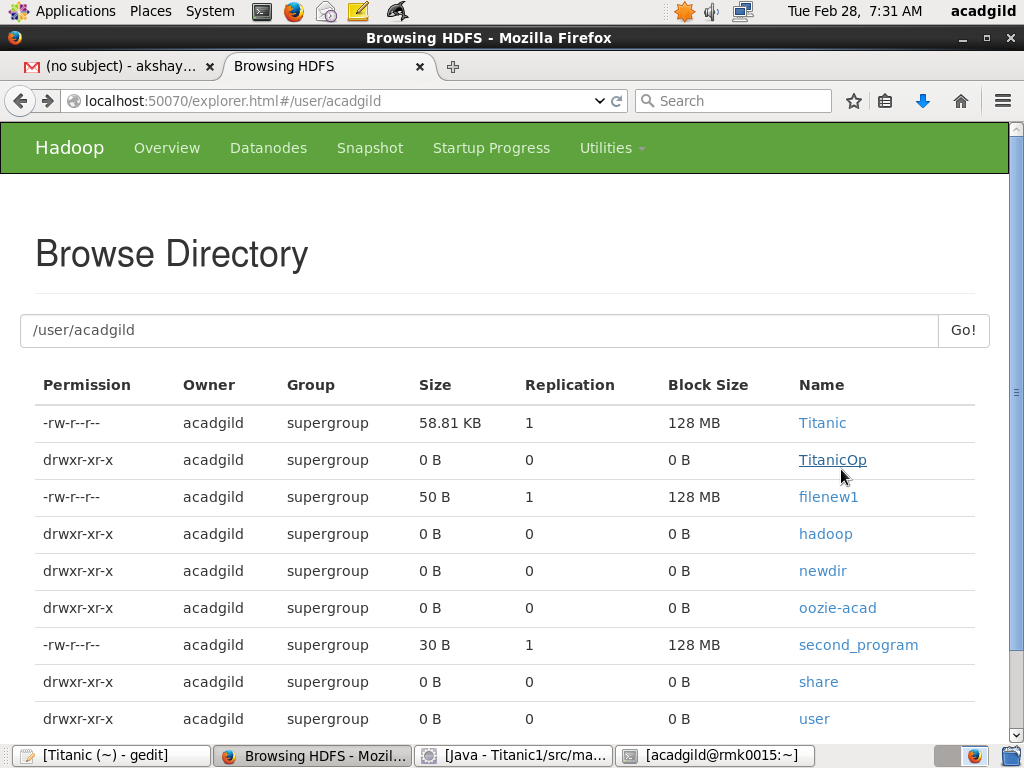 Applications Places System Tue Feb 28, 7:31 AM acadgild
Browsing HDFS - Mozilla Firefox
(no subject) - akshay... Browsing HDFS
localhost:50070/explorer.html#/user/acadgild Search
Hadoop Overview Datanodes Snapshot Startup Progress Utilities
Browse Directory
/user/acadgild Go!
Permission Owner Group Size Replication Block Size Name
-rw-r--r-- acadgild supergroup 58.81 KB 1 128 MB Titanic
drwxr-xr-x acadgild supergroup 0 B 0 0 B TitanicOp
-rw-r--r-- acadgild supergroup 50 B 1 128 MB filenew1
drwxr-xr-x acadgild supergroup 0 B 0 0 B hadoop
drwxr-xr-x acadgild supergroup 0 B 0 0 B newdir
drwxr-xr-x acadgild supergroup 0 B 0 0 B oozie-acad
-rw-r--r-- acadgild supergroup 30 B 1 128 MB second_program
drwxr-xr-x acadgild supergroup 0 B 0 0 B share
drwxr-xr-x acadgild supergroup 0 B 0 0 B user
[Titanic (~) - gedit] Browsing HDFS - Mozil... [Java - Titanic1/src/ma... [acadgild@rmk0015:~]